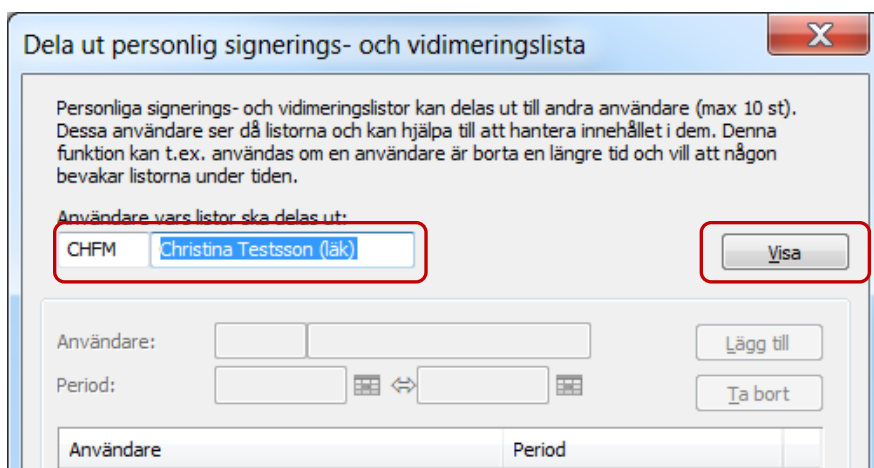 Dela ut personlig signerings- och vidimeringslista
Personliga signerings- och vidimeringslistor kan delas ut till andra användare (max 10 st).
Dessa användare ser då listorna och kan hjälpa till att hantera innehållet i dem. Denna
funktion kan t.ex. användas om en användare är borta en längre tid och vill att någon
bevakar listorna under tiden.
Användare vars listor ska delas ut:
CHFM Christina Testsson (läk) Visa
Användare: Lägg till
Period: Ta bort
Användare Period